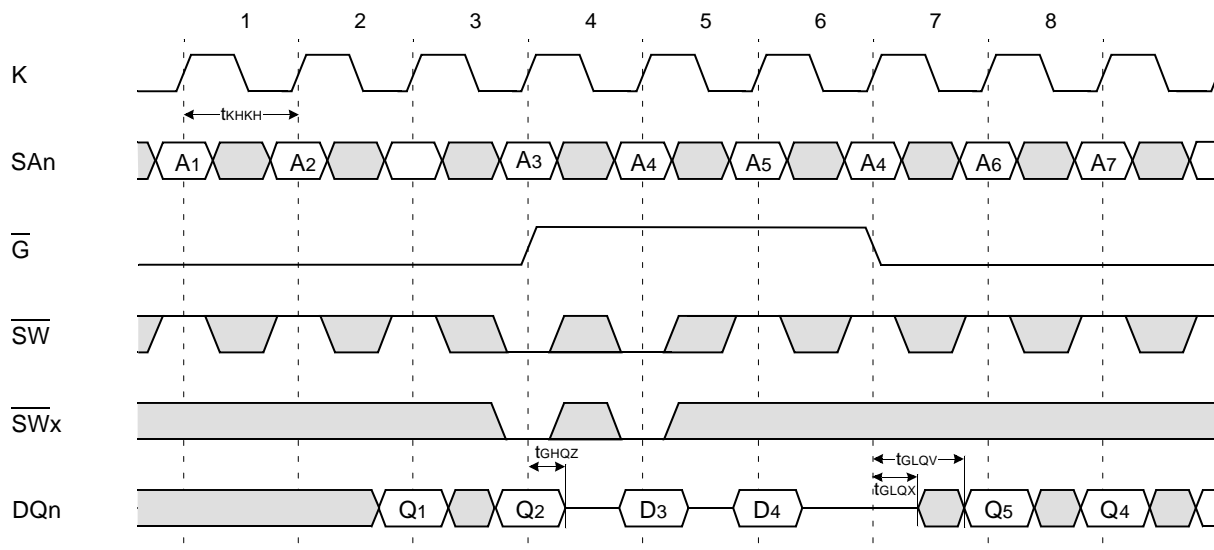 1 2 3 4 5 6 7 8
K
tKHKH
SAn A1 A2 A3 A4 A5 A4 A6 A7
G
SW
SWx
tGHQZ tGLQV
tGLQX
DQn Q1 Q2 D3 D4 Q5 Q4